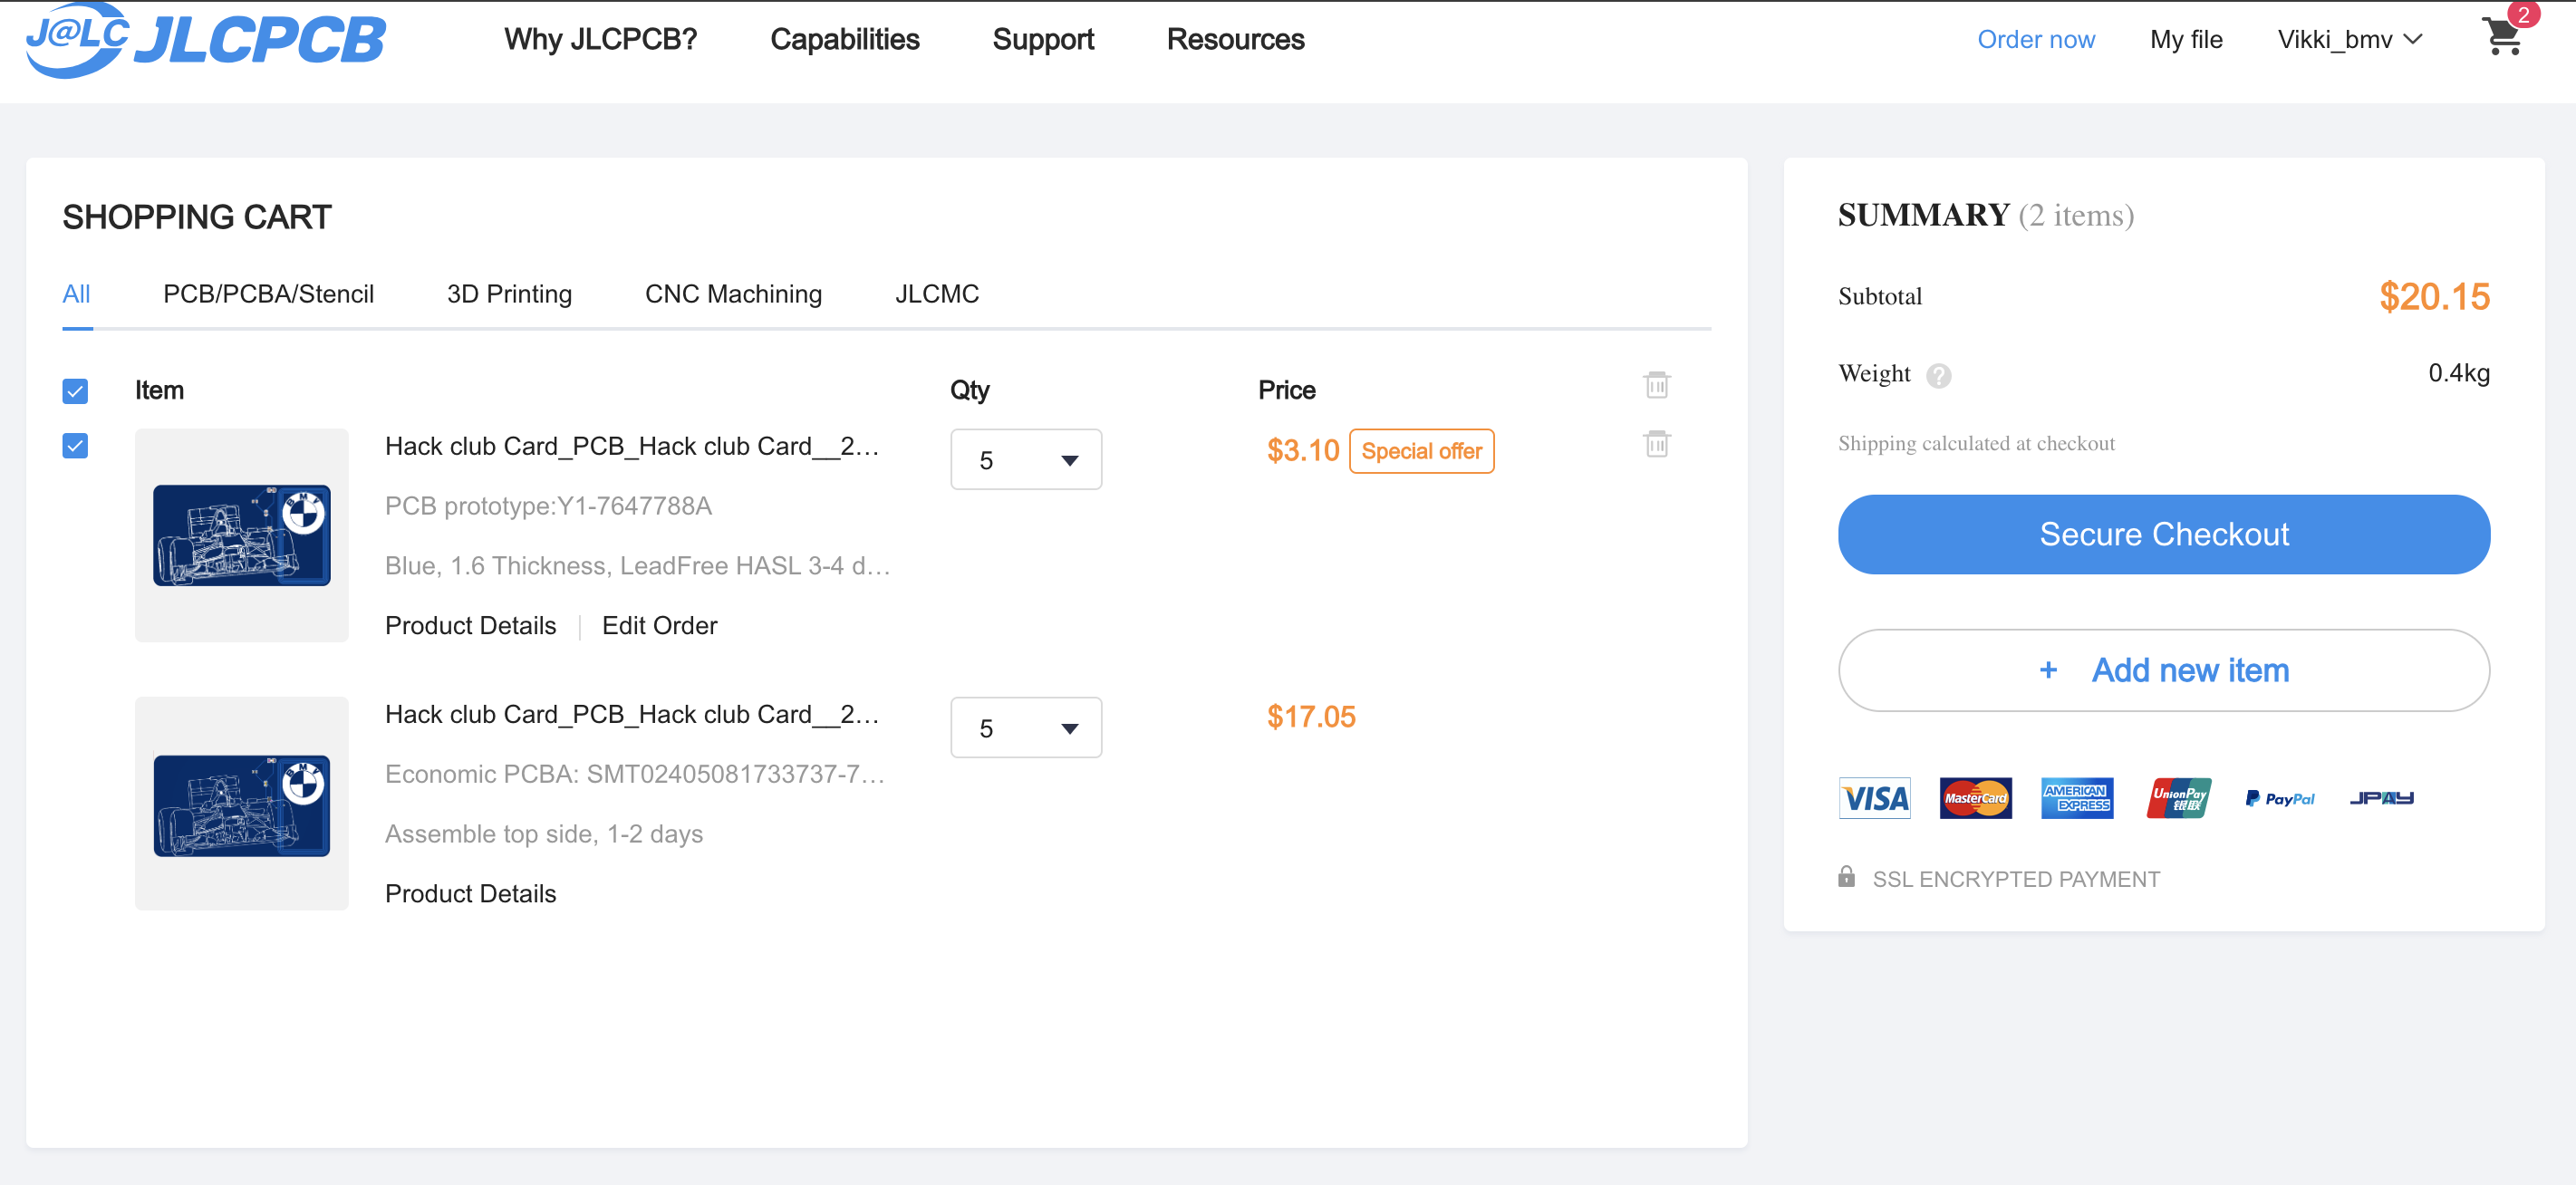 J@LC JLCPCB
Why JLCPCB?
Capabilities
Support
Resources
Order now
My file
Vikki_bmv
2
SHOPPING CART
All
PCB/PCBA/Stencil
3D Printing
CNC Machining
JLCMC
Item
Qty
Price
Hack club Card_PCB_Hack club Card__2...
PCB prototype:Y1-7647788A
Blue, 1.6 Thickness, LeadFree HASL 3-4 d...
Product Details
Edit Order
5
$3.10
Special offer
BMV
Hack club Card_PCB_Hack club Card__2...
Economic PCBA: SMT02405081733737-7...
Assemble top side, 1-2 days
Product Details
5
$17.05
BMV
SUMMARY (2 items)
Subtotal
$20.15
Weight ?
0.4kg
Shipping calculated at checkout
Secure Checkout
+ Add new item
VISA
MasterCard
AMERICAN
EXPRESS
UnionPay
银联
PayPal
JPAY
SSL ENCRYPTED PAYMENT